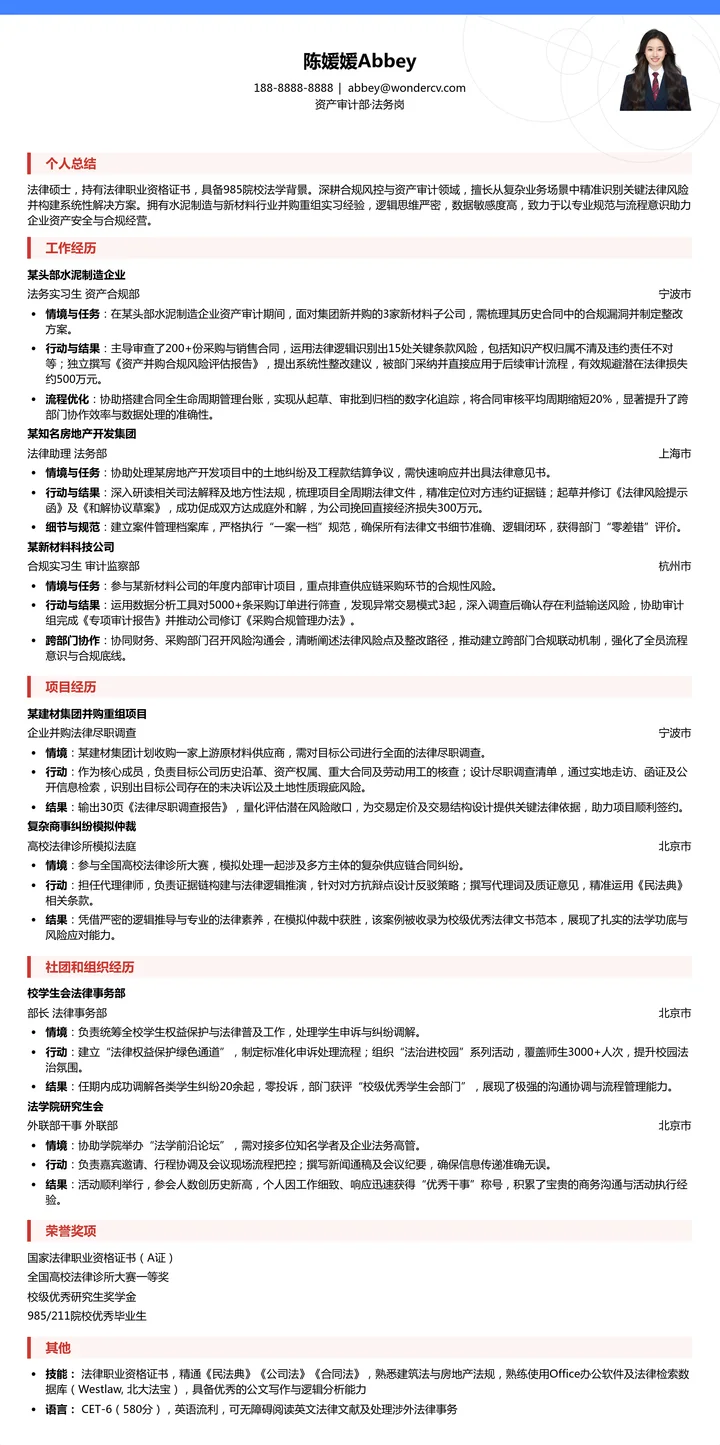 陈媛媛Abbey
188-8888-8888 | abbey@wondercv.com
资产审计部·法务岗
个人总结
法律硕士，持有法律职业资格证书，具备985院校法学背景。深耕合规风控与资产审计领域，擅长从复杂业务场景中精准识别关键法律风险
并构建系统性解决方案。拥有水泥制造与新材料行业并购重组实习经验，逻辑思维严密，数据敏感度高，致力于以专业规范与流程意识助力
企业资产安全与合规经营。
工作经历
某头部水泥制造企业
法务实习生 资产合规部 宁波市
• 情境与任务：在某头部水泥制造企业资产审计期间，面对集团新并购的3家新材料子公司，需梳理其历史合同中的合规漏洞并制定整改
方案。
• 行动与结果：主导审查了200+份采购与销售合同，运用法律逻辑识别出15处关键条款风险，包括知识产权归属不清及违约责任不对
等；独立撰写《资产并购合规风险评估报告》，提出系统性整改建议，被部门采纳并直接应用于后续审计流程，有效规避潜在法律损失
约500万元。
• 流程优化：协助搭建合同全生命周期管理台账，实现从起草、审批到归档的数字化追踪，将合同审核平均周期缩短20%，显著提升了跨
部门协作效率与数据处理的准确性。
某知名房地产开发集团
法律助理 法务部 上海市
• 情境与任务：协助处理某房地产开发项目中的土地纠纷及工程款结算争议，需快速响应并出具法律意见书。
• 行动与结果：深入研读相关司法解释及地方性法规，梳理项目全周期法律文件，精准定位对方违约证据链；起草并修订《法律风险提示
函》及《和解协议草案》，成功促成双方达成庭外和解，为公司挽回直接经济损失300万元。
• 细节与规范：建立案件管理档案库，严格执行“一案一档”规范，确保所有法律文书细节准确、逻辑闭环，获得部门“零差错”评价。
某新材料科技公司
合规实习生 审计监察部 杭州市
• 情境与任务：参与某新材料公司的年度内部审计项目，重点排查供应链采购环节的合规性风险。
• 行动与结果：运用数据分析工具对5000+条采购订单进行筛查，发现异常交易模式3起，深入调查后确认存在利益输送风险，协助审计
组完成《专项审计报告》并推动公司修订《采购合规管理办法》。
• 跨部门协作：协同财务、采购部门召开风险沟通会，清晰阐述法律风险点及整改路径，推动建立跨部门合规联动机制，强化了全员流程
意识与合规底线。
项目经历
某建材集团并购重组项目
企业并购法律尽职调查 宁波市
• 情境：某建材集团计划收购一家上游原材料供应商，需对目标公司进行全面的法律尽职调查。
• 行动：作为核心成员，负责目标公司历史沿革、资产权属、重大合同及劳动用工的核查；设计尽职调查清单，通过实地走访、函证及公
开信息检索，识别出目标公司存在的未决诉讼及土地性质瑕疵风险。
• 结果：输出30页《法律尽职调查报告》，量化评估潜在风险敞口，为交易定价及交易结构设计提供关键法律依据，助力项目顺利签约。
复杂商事纠纷模拟仲裁
高校法律诊所模拟法庭 北京市
• 情境：参与全国高校法律诊所大赛，模拟处理一起涉及多方主体的复杂供应链合同纠纷。
• 行动：担任代理律师，负责证据链构建与法律逻辑推演，针对对方抗辩点设计反驳策略；撰写代理词及质证意见，精准运用《民法典》
相关条款。
• 结果：凭借严密的逻辑推导与专业的法律素养，在模拟仲裁中获胜，该案例被收录为校级优秀法律文书范本，展现了扎实的法学功底与
风险应对能力。
社团和组织经历
校学生会法律事务部
部长 法律事务部 北京市
• 情境：负责统筹全校学生权益保护与法律普及工作，处理学生申诉与纠纷调解。
• 行动：建立“法律权益保护绿色通道”，制定标准化申诉处理流程；组织“法治进校园”系列活动，覆盖师生3000+人次，提升校园法
治氛围。
• 结果：任期内成功调解各类学生纠纷20余起，零投诉，部门获评“校级优秀学生会部门”，展现了极强的沟通协调与流程管理能力。
法学院研究生会
外联部干事 外联部 北京市
• 情境：协助学院举办“法学前沿论坛”，需对接多位知名学者及企业法务高管。
• 行动：负责嘉宾邀请、行程协调及会议现场流程把控；撰写新闻通稿及会议纪要，确保信息传递准确无误。
• 结果：活动顺利举行，参会人数创历史新高，个人因工作细致、响应迅速获得“优秀干事”称号，积累了宝贵的商务沟通与活动执行经
验。
荣誉奖项
国家法律职业资格证书（A证）
全国高校法律诊所大赛一等奖
校级优秀研究生奖学金
985/211院校优秀毕业生
其他
• 技能： 法律职业资格证书，精通《民法典》《公司法》《合同法》，熟悉建筑法与房地产法规，熟练使用Office办公软件及法律检索数
据库（Westlaw, 北大法宝），具备优秀的公文写作与逻辑分析能力
• 语言： CET-6（580分），英语流利，可无障碍阅读英文法律文献及处理涉外法律事务